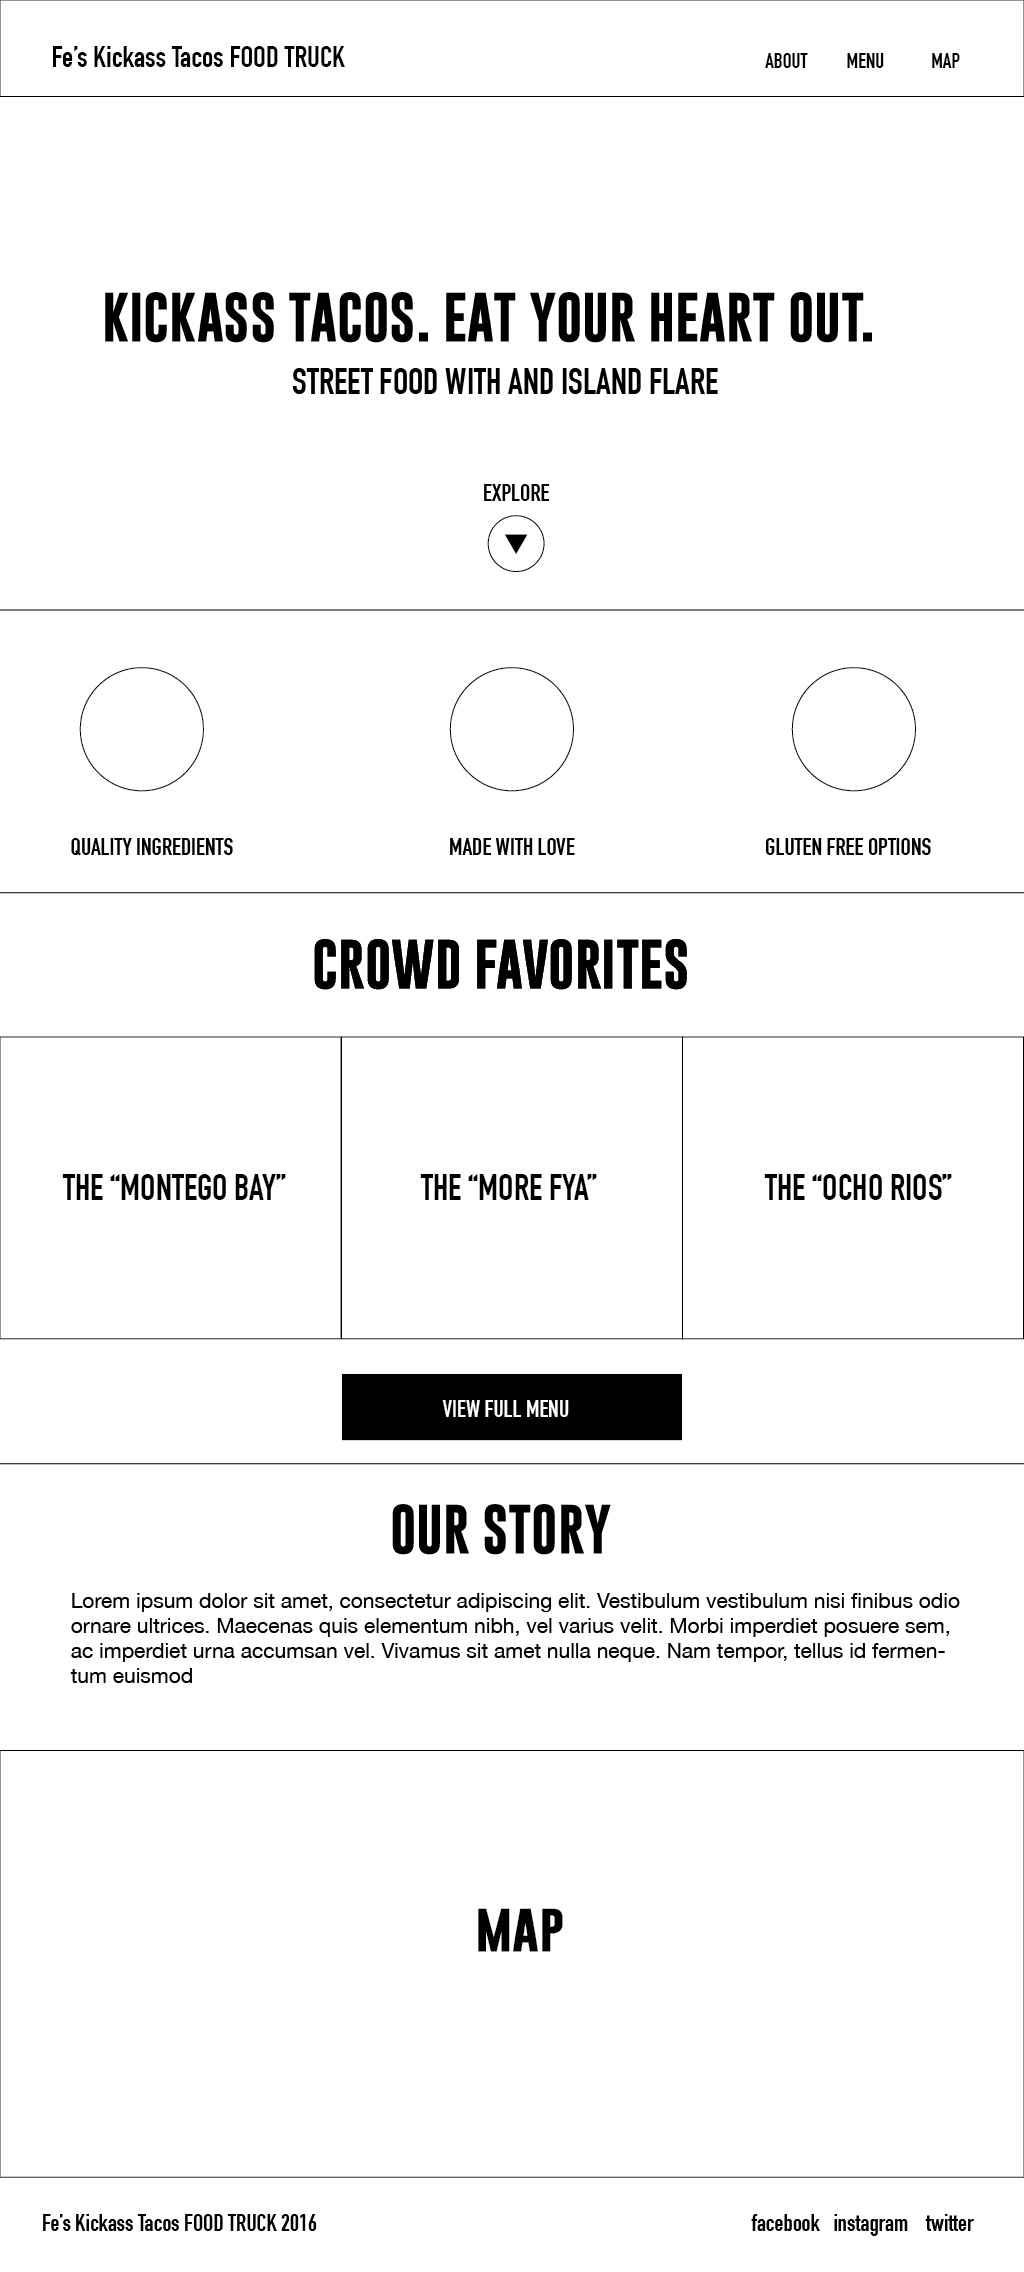 Fe’s Kickass Tacos FOOD TRUCK
ABOUT MENU MAP
KICKASS TACOS. EAT YOUR HEART OUT.
STREET FOOD WITH AND ISLAND FLARE
EXPLORE
QUALITY INGREDIENTS
MADE WITH LOVE
GLUTEN FREE OPTIONS
CROWD FAVORITES
THE “MONTEGO BAY”
THE “MORE FYA”
THE “OCHO RIOS”
VIEW FULL MENU
OUR STORY
Lorem ipsum dolor sit amet, consectetur adipiscing elit. Vestibulum vestibulum nisi finibus odio
ornare ultrices. Maecenas quis elementum nibh, vel varius velit. Morbi imperdiet posuere sem,
ac imperdiet urna accumsan vel. Vivamus sit amet nulla neque. Nam tempor, tellus id fermen-
tum euismod
MAP
Fe’s Kickass Tacos FOOD TRUCK 2016
facebook instagram twitter